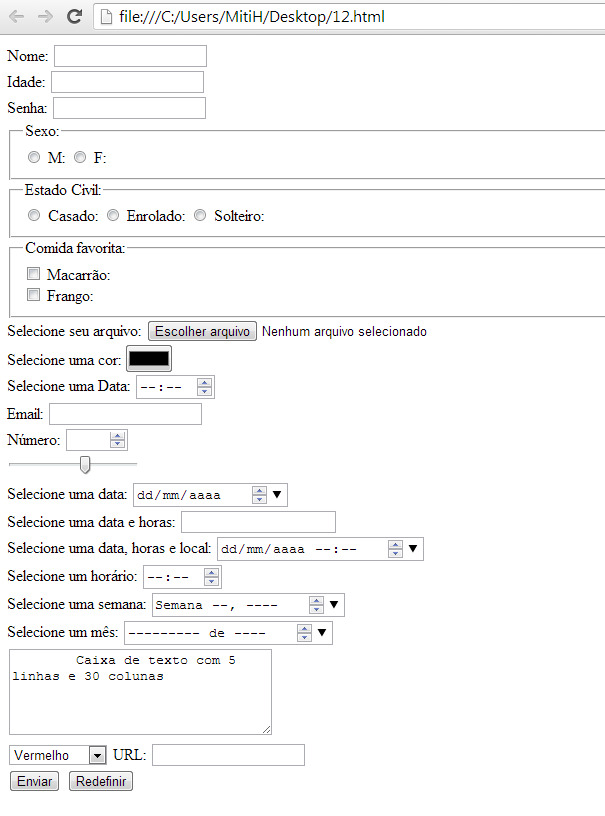 file:///C:/Users/MitiH/Desktop/12.html
Nome:
Idade:
Senha:
Sexo:
M: F:
Estado Civil:
Casado: Enrolado: Solteiro:
Comida favorita:
Macarrão:
Frango:
Selecione seu arquivo: Escolher arquivo Nenhum arquivo selecionado
Selecione uma cor:
Selecione uma Data: --:--
Email:
Número:
Selecione uma data: dd/mm/aaaa
Selecione uma data e horas:
Selecione uma data, horas e local: dd/mm/aaaa --:--
Selecione um horário: --:--
Selecione uma semana: Semana --, ----
Selecione um mês: --------- de ----
Caixa de texto com 5
linhas e 30 colunas
Vermelho URL:
Enviar Redefinir